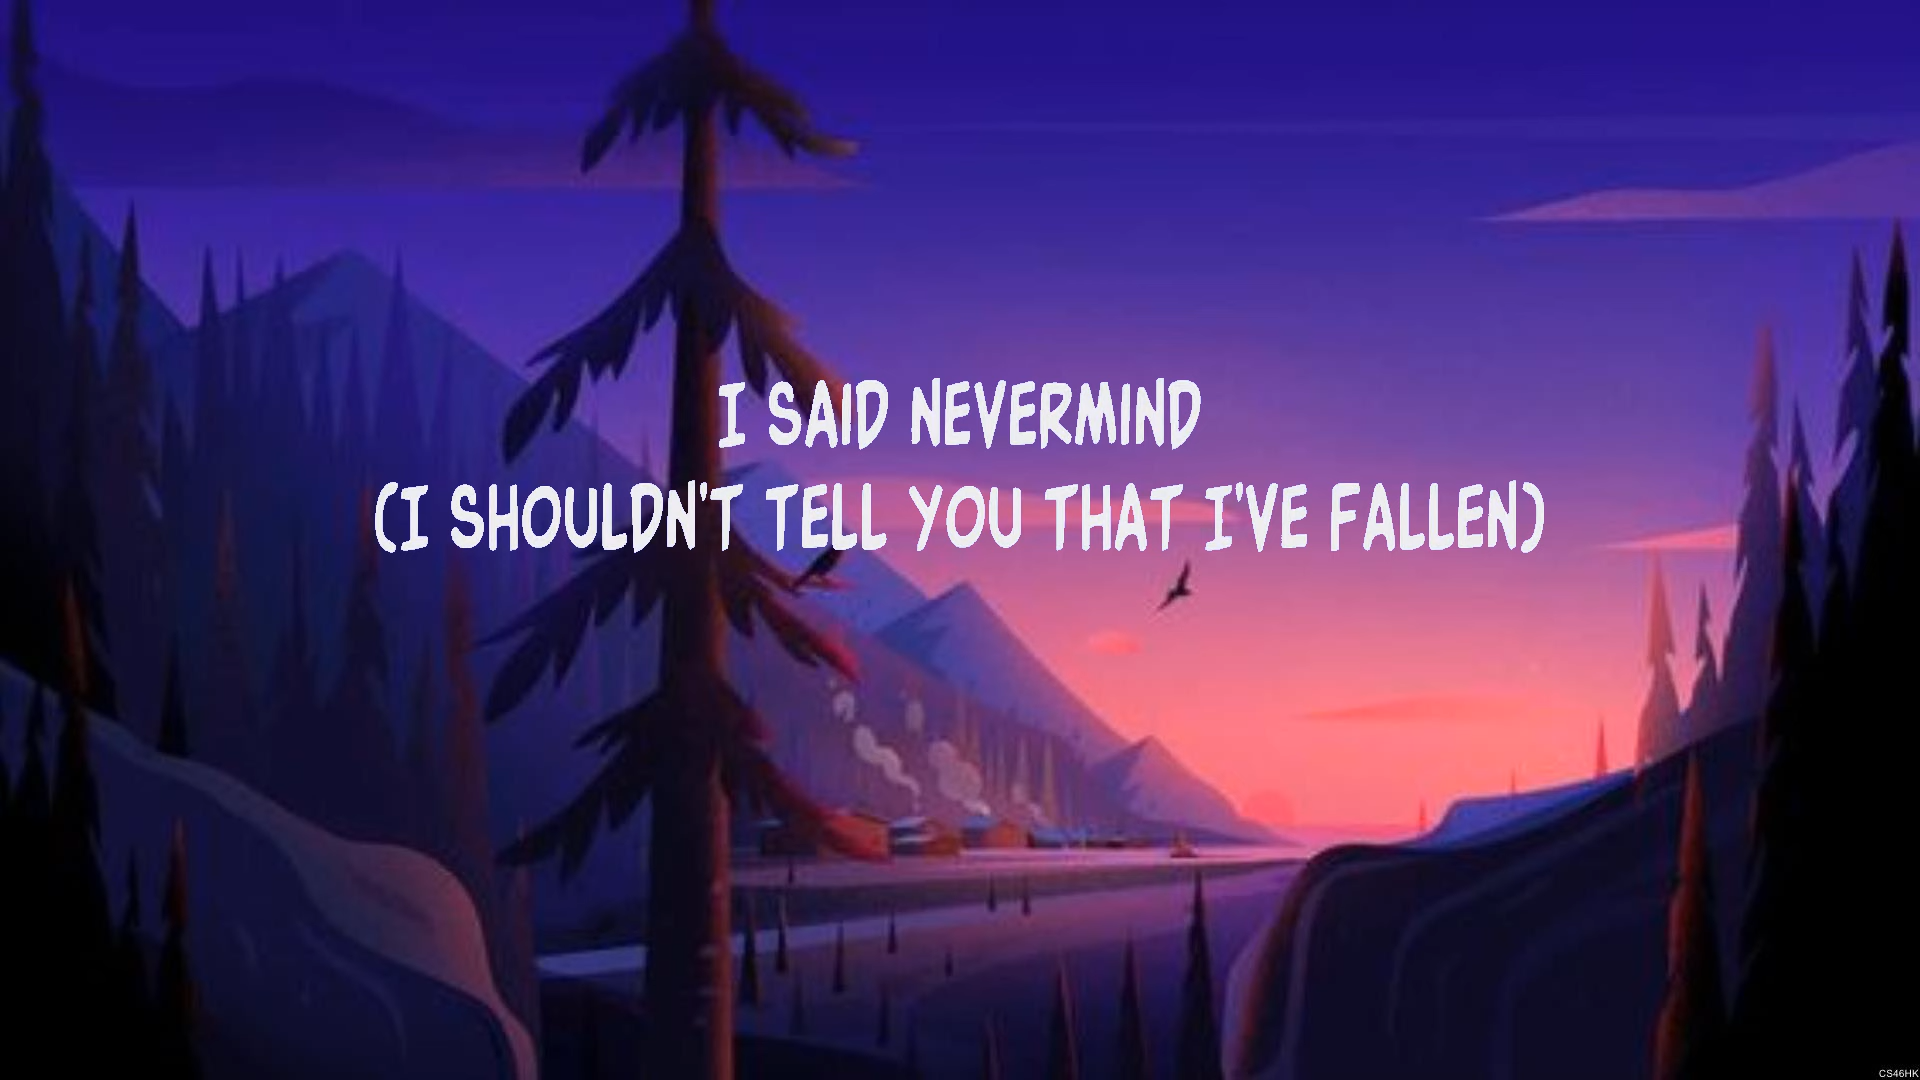 I SAID NEVERMIND
(I SHOULDN'T TELL YOU THAT I'VE FALLEN)
CS46HK